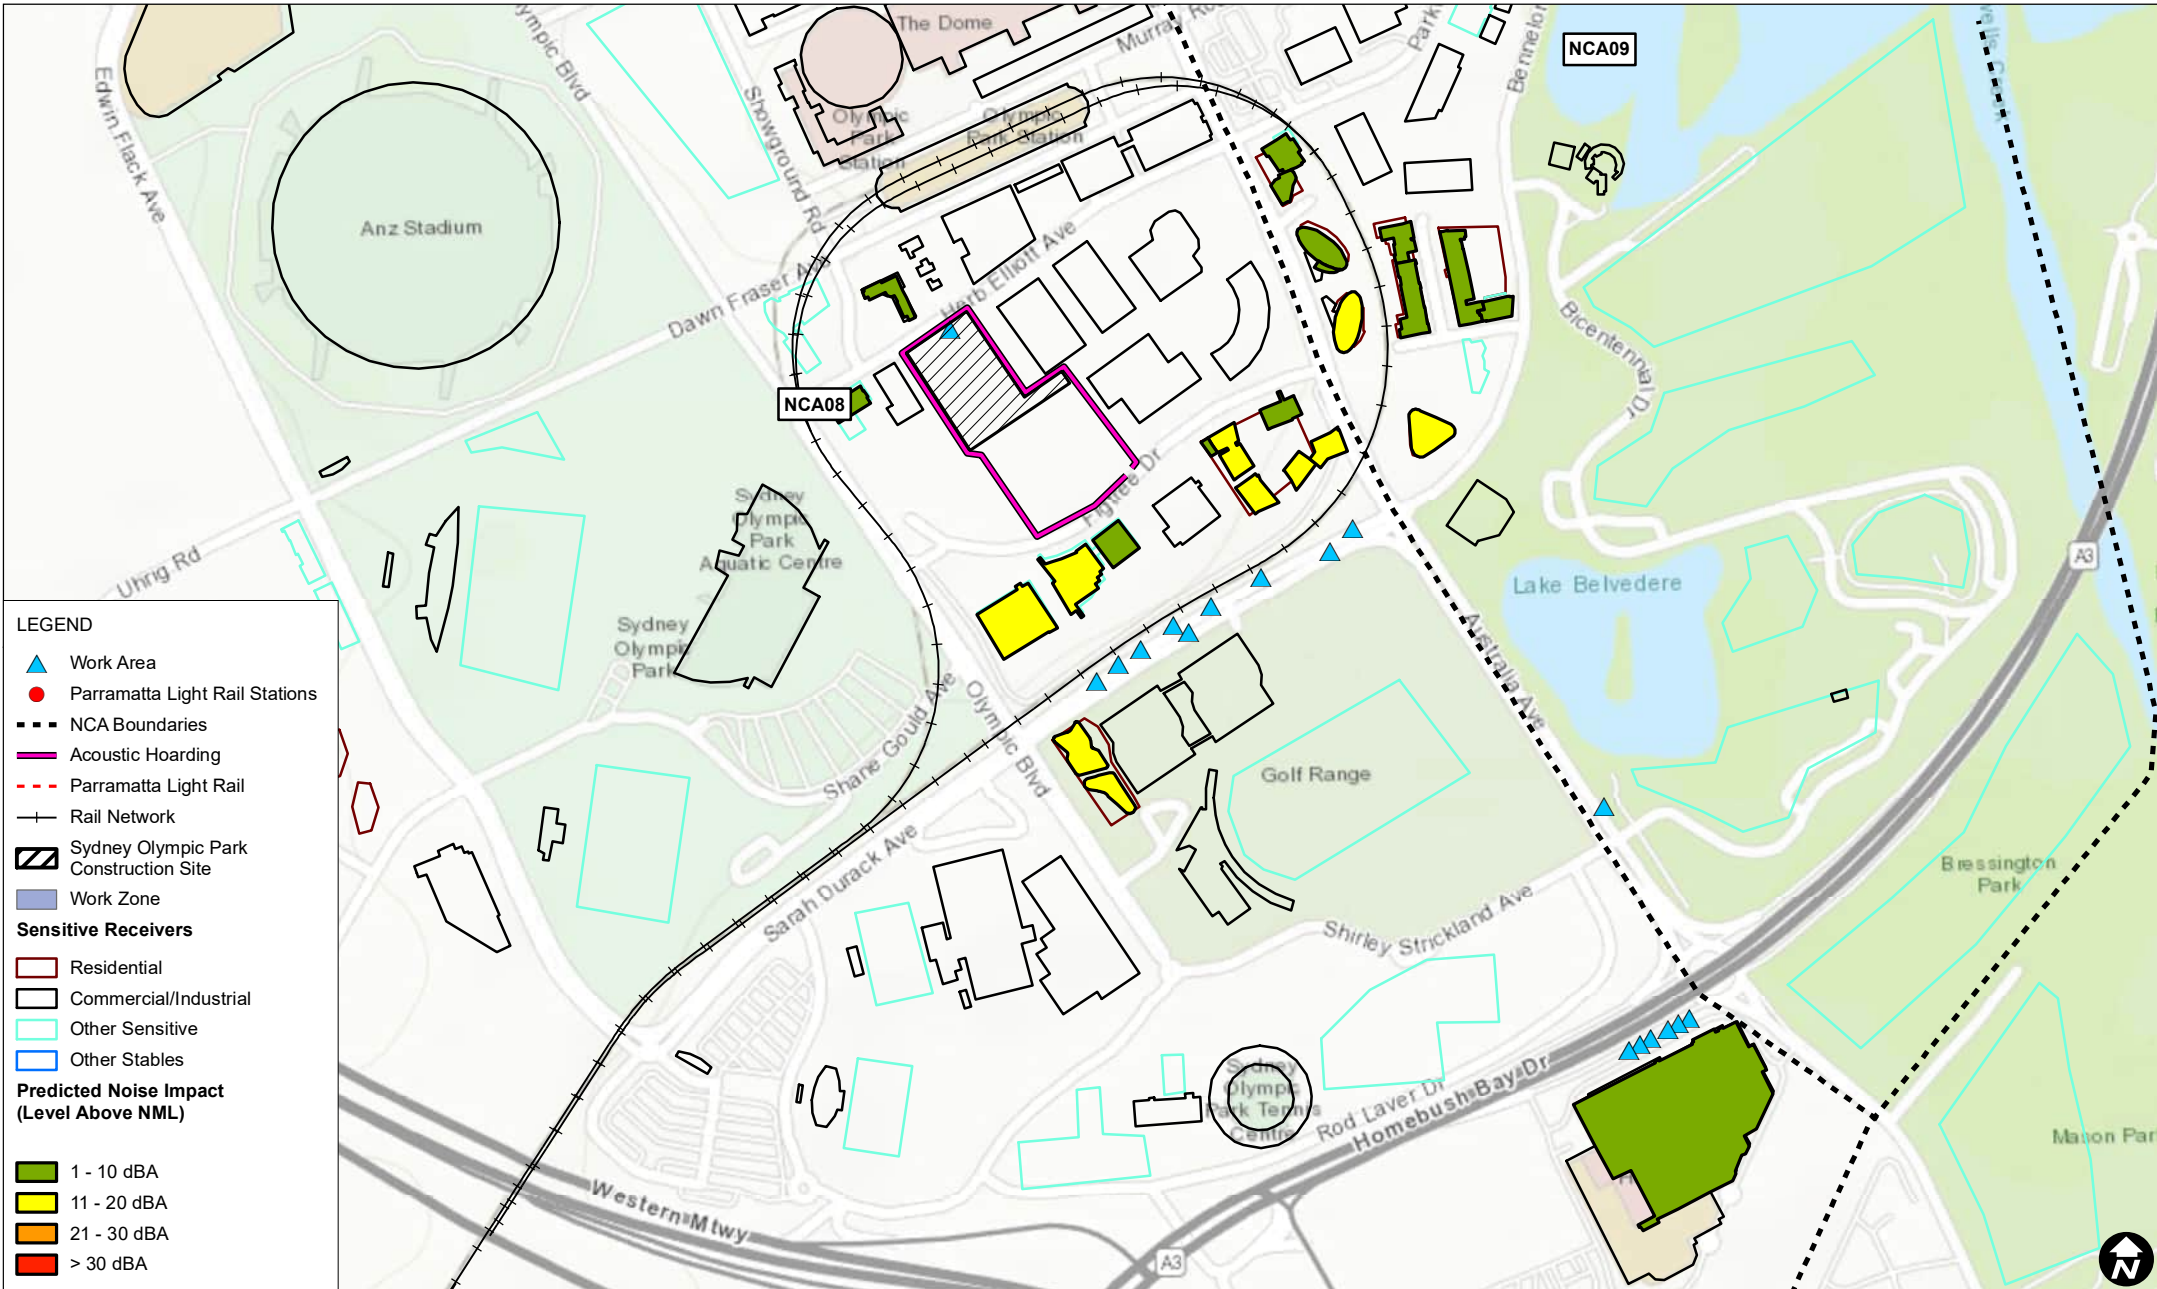 The Dome
Murray Ro
Park
Bennelon
NCA09
Edwin Flack Ave
ympic Blvd
Showground Rd
Olympic
Park
Station
Olympic
Park Station
Anz Stadium
Dawn Fraser Ave
Herb Elliott Ave
Bicentennial Dr
NCA08
Figtree Dr
Sydney
Olympic
Park
Aquatic Centre
Uhrig Rd
A3
Lake Belvedere
Sydney
Olympic
Park
Australia Ave
Shane Gould Ave
Olympic Blvd
Golf Range
Sarah Durack Ave
Bressington
Park
Shirley Strickland Ave
Sydney
Olympic
Park Tennis
Centre
Rod Laver Dr
Homebush Bay Dr
Mason Par
Western Mtwy
A3
N
LEGEND
Work Area
Parramatta Light Rail Stations
NCA Boundaries
Acoustic Hoarding
Parramatta Light Rail
Rail Network
Sydney Olympic Park
Construction Site
Work Zone
Sensitive Receivers
Residential
Commercial/Industrial
Other Sensitive
Other Stables
Predicted Noise Impact
(Level Above NML)
1 - 10 dBA
11 - 20 dBA
21 - 30 dBA
> 30 dBA